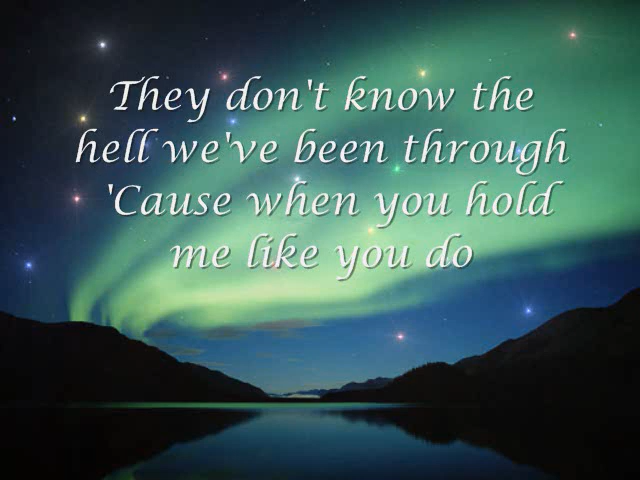 They don't know the
hell we've been through
'Cause when you hold
me like you do